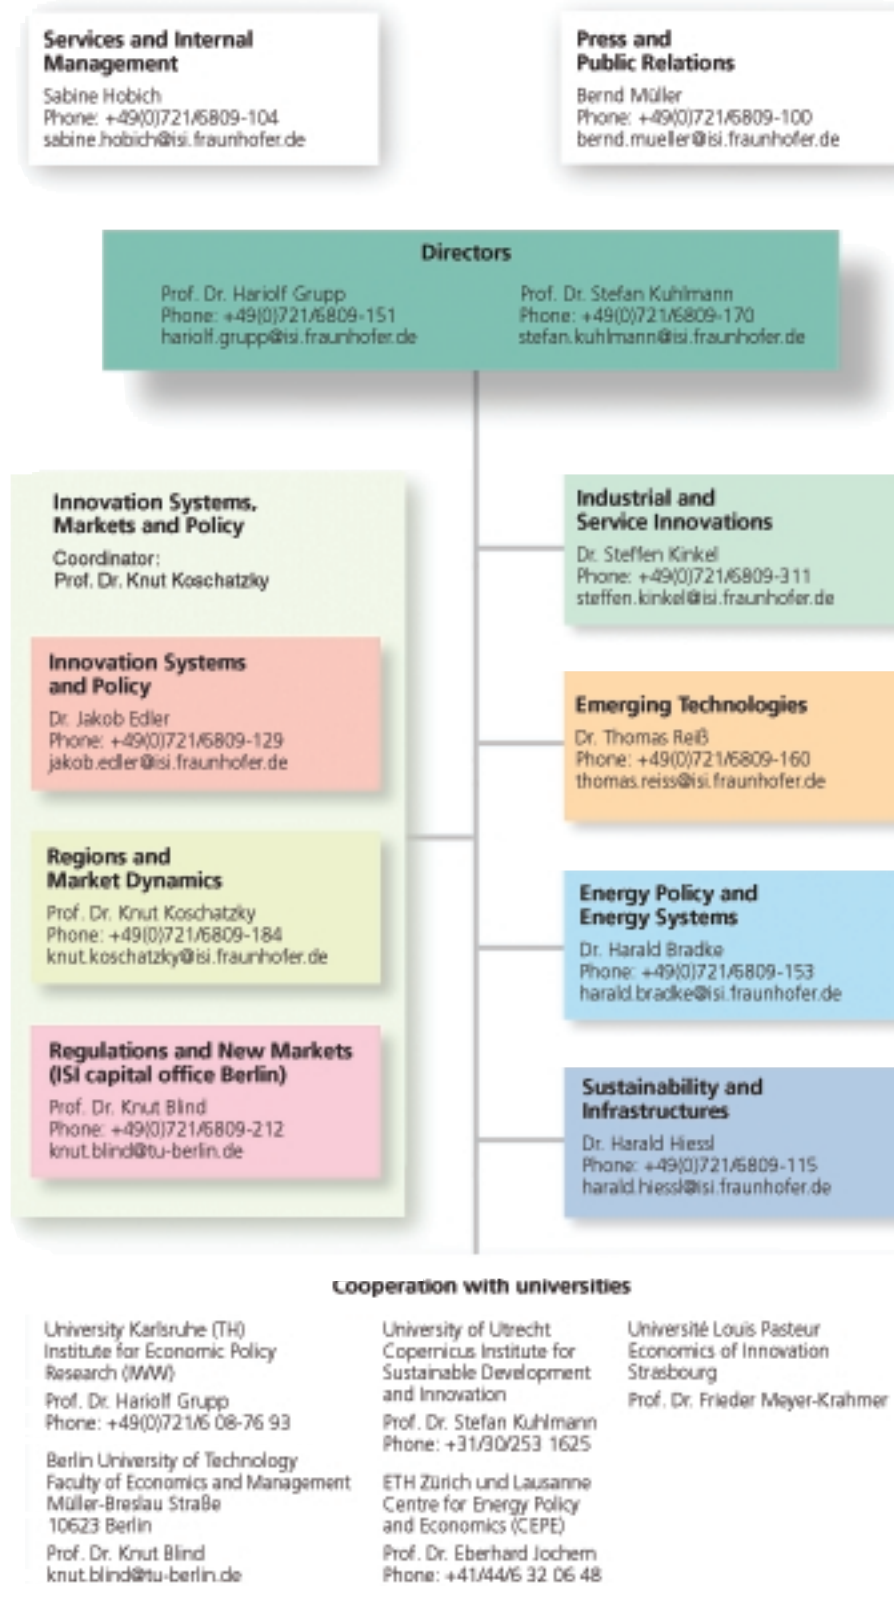 Services and Internal
Management
Sabine Hobich
Phone: +49(0)721/6809-104
sabine.hobich@isi.fraunhofer.de
Press and
Public Relations
Bernd Müller
Phone: +49(0)721/6809-100
bernd.mueller@isi.fraunhofer.de
Directors
Prof. Dr. Hariolf Grupp
Phone: +49(0)721/6809-151
hariolf.grupp@isi.fraunhofer.de
Prof. Dr. Stefan Kuhlmann
Phone: +49(0)721/6809-170
stefan.kuhlmann@isi.fraunhofer.de
Innovation Systems,
Markets and Policy
Coordinator:
Prof. Dr. Knut Koschatzky
Innovation Systems
and Policy
Dr. Jakob Edler
Phone: +49(0)721/6809-129
jakob.edler@isi.fraunhofer.de
Regions and
Market Dynamics
Prof. Dr. Knut Koschatzky
Phone: +49(0)721/6809-184
knut.koschatzky@isi.fraunhofer.de
Regulations and New Markets
(ISI capital office Berlin)
Prof. Dr. Knut Blind
Phone: +49(0)721/6809-212
knut.blind@tu-berlin.de
Industrial and
Service Innovations
Dr. Steffen Kinkel
Phone: +49(0)721/6809-311
steffen.kinkel@isi.fraunhofer.de
Emerging Technologies
Dr. Thomas Reiß
Phone: +49(0)721/6809-160
thomas.reiss@isi.fraunhofer.de
Energy Policy and
Energy Systems
Dr. Harald Bradke
Phone: +49(0)721/6809-153
harald.bradke@isi.fraunhofer.de
Sustainability and
Infrastructures
Dr. Harald Hiessl
Phone: +49(0)721/6809-115
harald.hiessl@isi.fraunhofer.de
Cooperation with universities
University Karlsruhe (TH)
Institute for Economic Policy
Research (IWW)
Prof. Dr. Hariolf Grupp
Phone: +49(0)721/6 08-76 93
Berlin University of Technology
Faculty of Economics and Management
Müller-Breslau Straße
10623 Berlin
Prof. Dr. Knut Blind
knut.blind@tu-berlin.de
University of Utrecht
Copernicus Institute for
Sustainable Development
and Innovation
Prof. Dr. Stefan Kuhlmann
Phone: +31/30/253 1625
ETH Zürich und Lausanne
Centre for Energy Policy
and Economics (CEPE)
Prof. Dr. Eberhard Jochem
Phone: +41/44/6 32 06 48
Université Louis Pasteur
Economics of Innovation
Strasbourg
Prof. Dr. Frieder Meyer-Krahmer